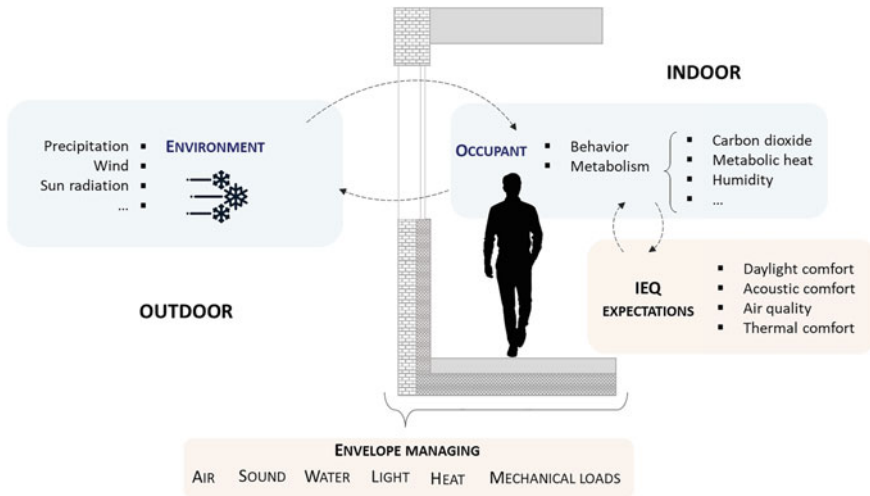 INDOOR
Precipitation
Wind
Sun radiation
...
ENVIRONMENT
OCCUPANT
Behavior
Metabolism
Carbon dioxide
Metabolic heat
Humidity
...
OUTDOOR
IEQ
EXPECTATIONS
Daylight comfort
Acoustic comfort
Air quality
Thermal comfort
ENVELOPE MANAGING
AIR SOUND WATER LIGHT HEAT MECHANICAL LOADS